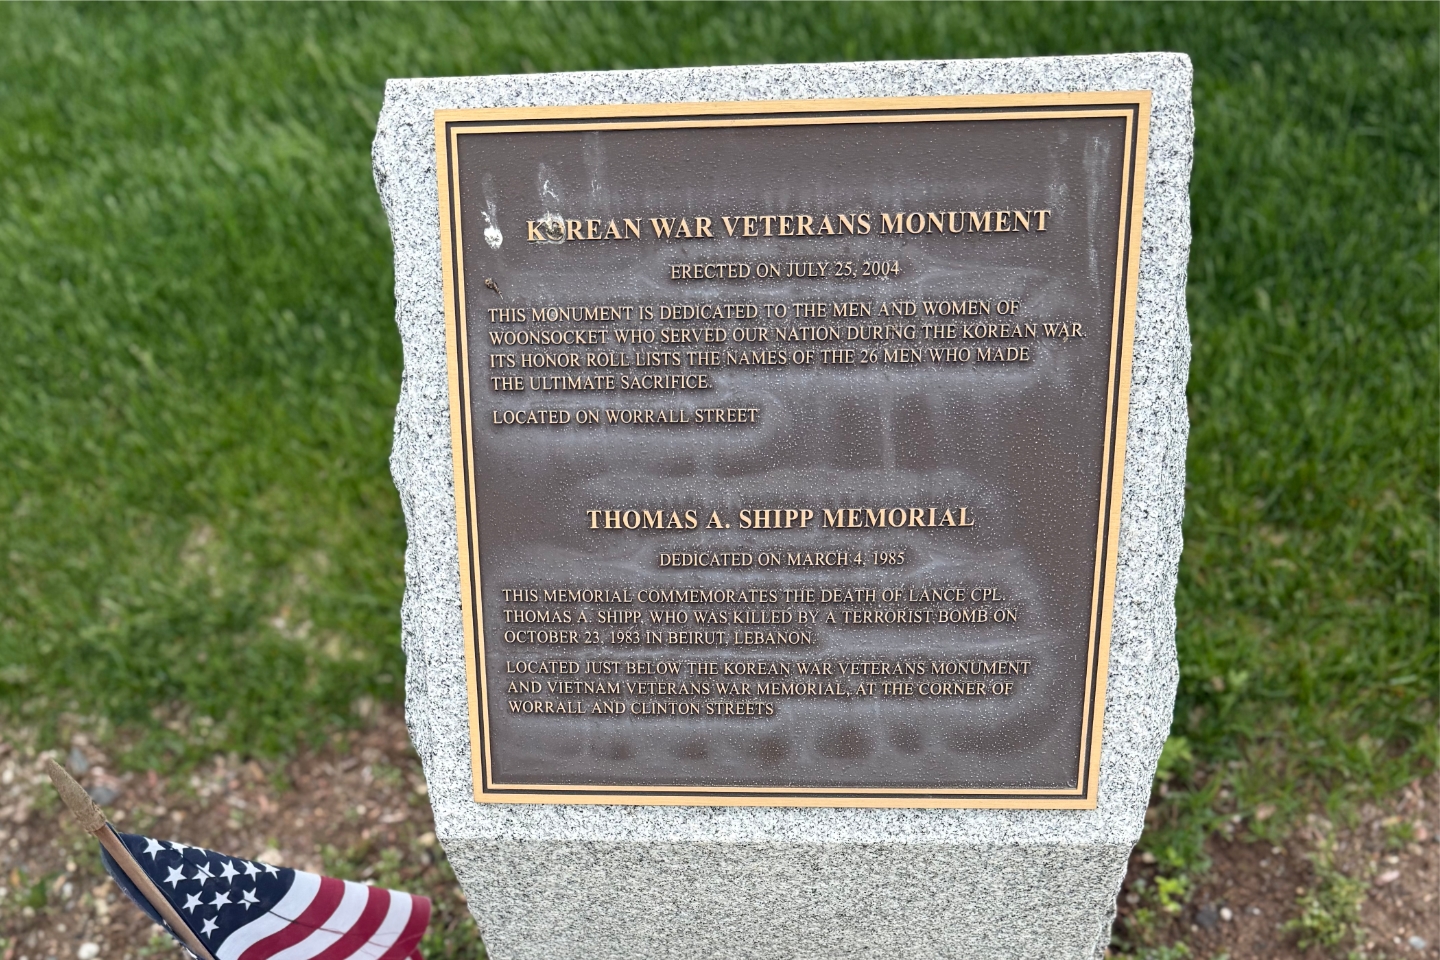 KOREAN WAR VETERANS MONUMENT
ERECTED ON JULY 25, 2004
THIS MONUMENT IS DEDICATED TO THE MEN AND WOMEN OF
WOONSOCKET WHO SERVED OUR NATION DURING THE KOREAN WAR.
ITS HONOR ROLL LISTS THE NAMES OF THE 26 MEN WHO MADE
THE ULTIMATE SACRIFICE.
LOCATED ON WORRALL STREET
THOMAS A. SHIPP MEMORIAL
DEDICATED ON MARCH 4, 1985
THIS MEMORIAL COMMEMORATES THE DEATH OF LANCE CPL.
THOMAS A. SHIPP, WHO WAS KILLED BY A TERRORIST BOMB ON
OCTOBER 23, 1983 IN BEIRUT, LEBANON.
LOCATED JUST BELOW THE KOREAN WAR VETERANS MONUMENT
AND VIETNAM VETERANS WAR MEMORIAL, AT THE CORNER OF
WORRALL AND CLINTON STREETS